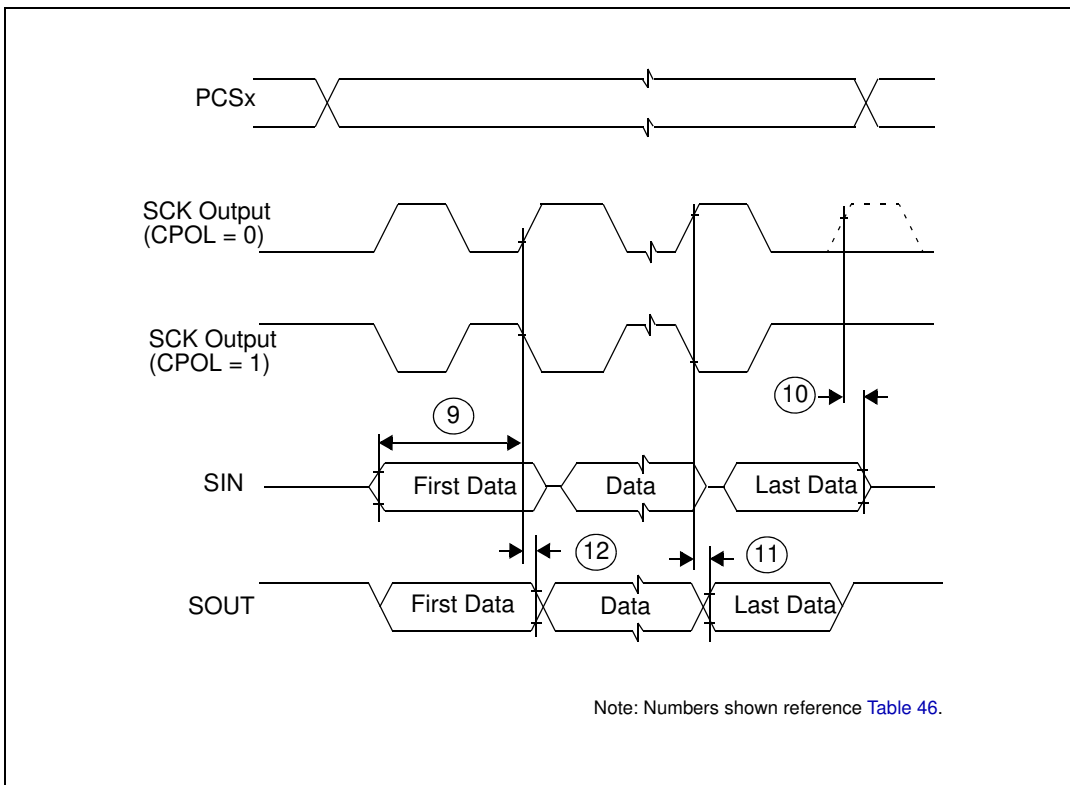 PCSx
SCK Output
(CPOL = 0)
SCK Output
(CPOL = 1)
10
9
SIN
First Data
Data
Last Data
12
11
SOUT
First Data
Data
Last Data
Note: Numbers shown reference Table 46.